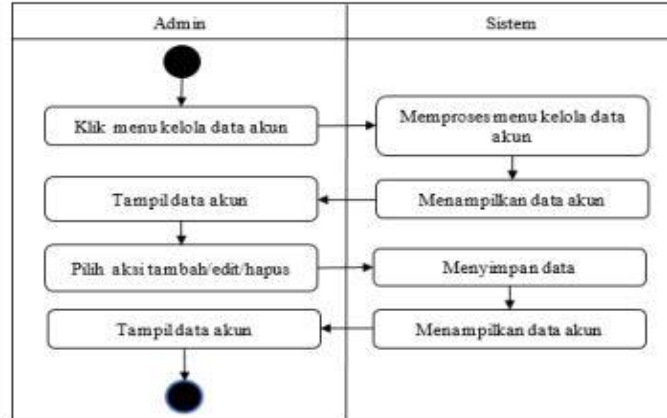 Admin
Sistem
Klik menu kelola data akun
Memproses menu kelola data
akun
Tampil data akun
Menampilkan data akun
Pilih aksi tambah/edit/hapus
Menyimpan data
Tampil data akun
Menampilkan data akun